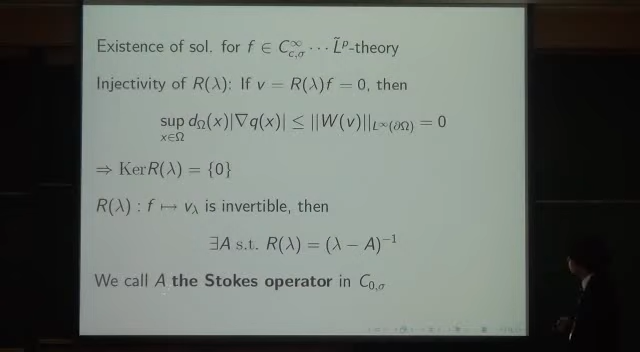 Existence of sol. for f ∈ C^∞_{c,σ} ⋯ L̃^p-theory
Injectivity of R(λ): If v = R(λ)f = 0, then
sup_{x∈Ω} d_Ω(x)|∇q(x)| ≤ ||W(v)||_{L^∞(∂Ω)} = 0
⇒ KerR(λ) = {0}
R(λ) : f ↦ v_λ is invertible, then
∃A s.t. R(λ) = (λ − A)^{−1}
We call A the Stokes operator in C_{0,σ}